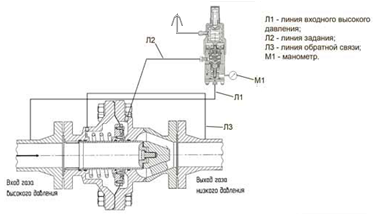 Л1 - линия входного высокого
давления;
Л2 - линия задания;
Л3 - линия обратной связи;
М1 - манометр.
Л2
М1
Л1
Л3
Вход газа
высокого давления
Выход газа
низкого давления